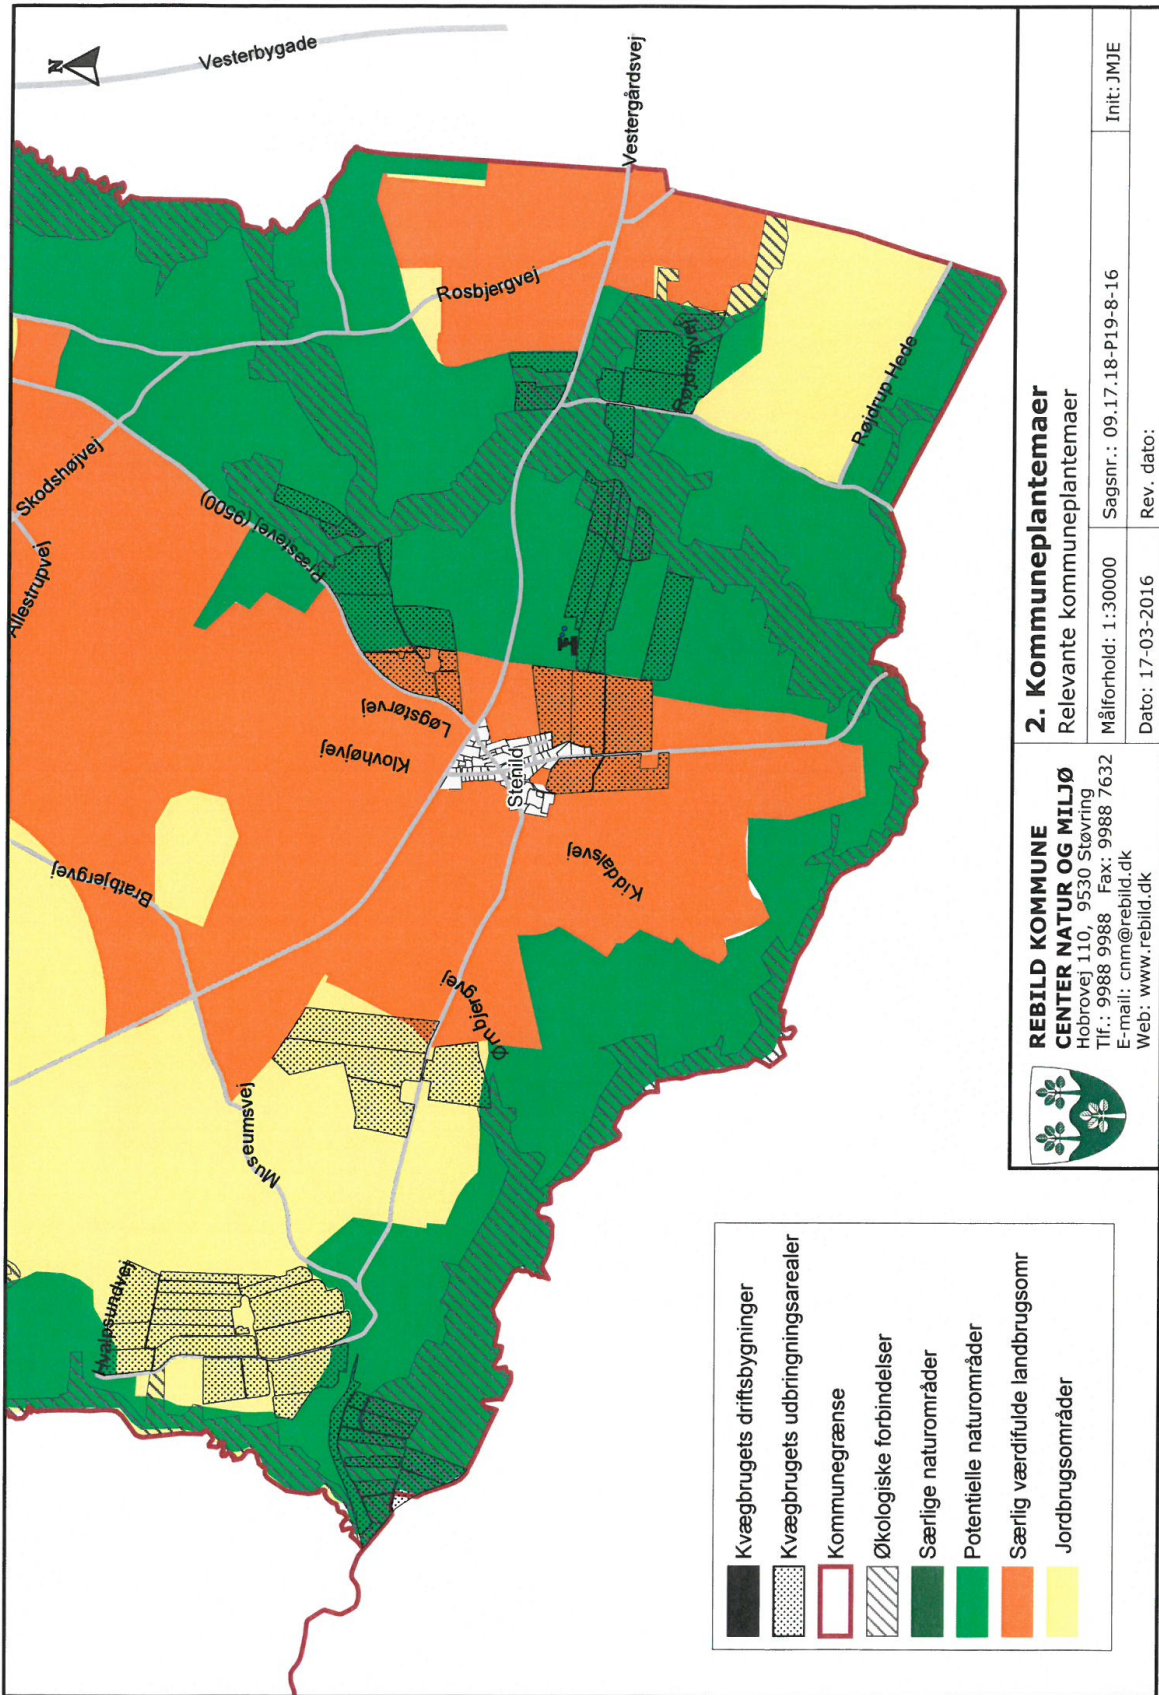 N
Vesterbygade
Vestergårdsvej
Rosbjergvej
Skodshøjvej
Allestrupvej
Præstevej (9500)
Røjdrupvej
Røjdrup Hede
Løgstørvej
Klovhøjvej
Stenild
Kiddalsvej
Bratbjergvej
Ørnbjergvej
Museumsvej
Hvalpsundvej
Kvægbrugets driftsbygninger
Kvægbrugets udbringningsarealer
Kommunegrænse
Økologiske forbindelser
Særlige naturområder
Potentielle naturområder
Særlig værdifulde landbrugsomr
Jordbrugsområder
REBILD KOMMUNE
CENTER NATUR OG MILJØ
Hobrovej 110, 9530 Støvring
Tlf.: 9988 9988 Fax: 9988 7632
E-mail: cnm@rebild.dk
Web: www.rebild.dk
2. Kommuneplantemaer
Relevante kommuneplantemaer
Målforhold: 1:30000
Sagsnr.: 09.17.18-P19-8-16
Init: JMJE
Dato: 17-03-2016
Rev. dato: